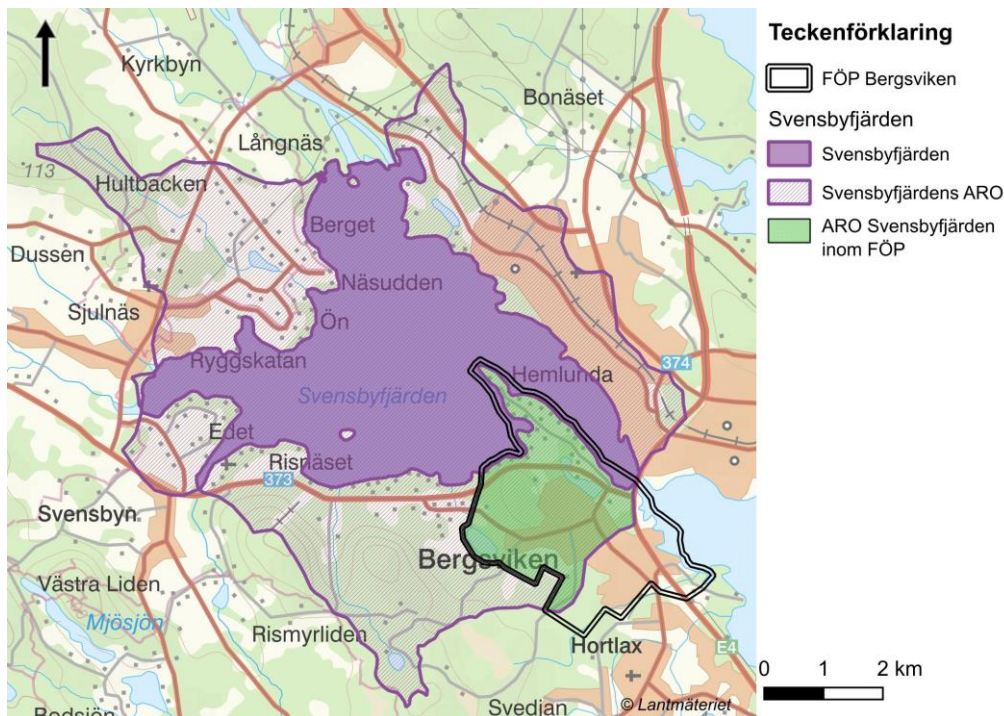 Kyrkbyn
Bonäset
Långnäs
113
Hultbacken
Berget
Dussen
Näsudden
Sjulnäs
Ön
374
Ryggskatan
Hemlunda
Svensbyfjärden
Edet
Risnäset
373
Svensbyn
Bergsviken
Västra Liden
Mjösjön
Rismyrliden
Hortlax
E4
Svedjan
© Lantmäteriet
Teckenförklaring
FÖP Bergsviken
Svensbyfjärden
Svensbyfjärden
Svensbyfjärdens ARO
ARO Svensbyfjärden
inom FÖP
0 1 2 km